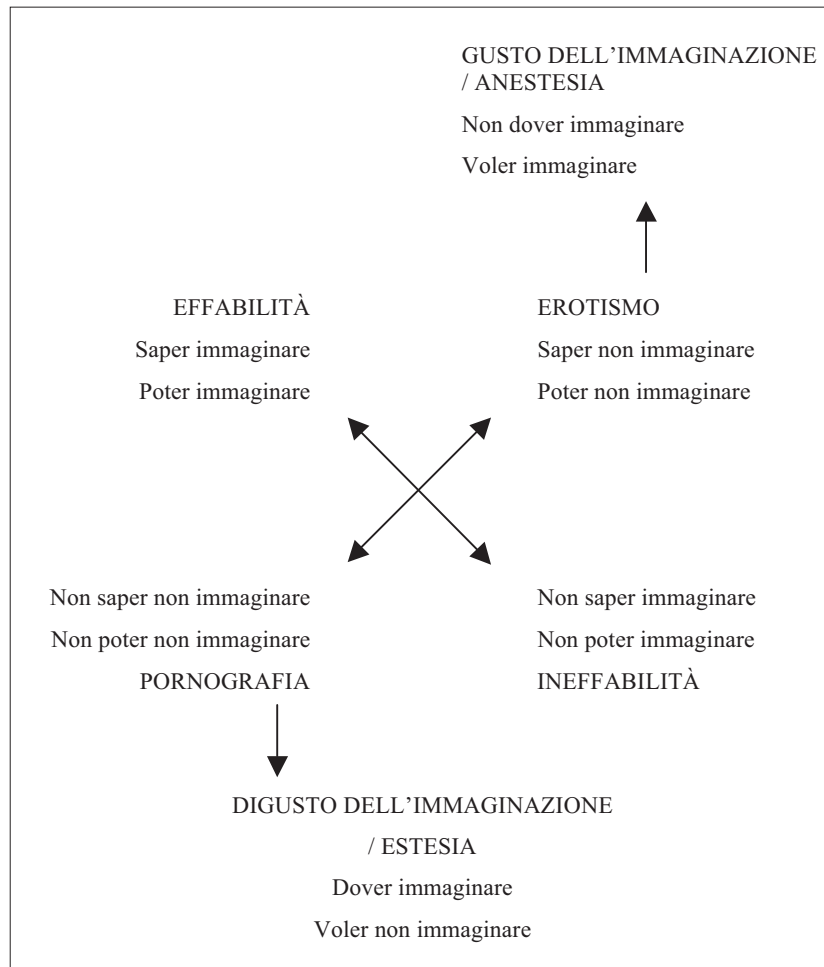 GUSTO DELL'IMMAGINAZIONE
/ ANESTESIA
Non dover immaginare
Voler immaginare
EFFABILITÀ
Saper immaginare
Poter immaginare
EROTISMO
Saper non immaginare
Poter non immaginare
Non saper non immaginare
Non poter non immaginare
PORNOGRAFIA
Non saper immaginare
Non poter immaginare
INEFFABILITÀ
DIGUSTO DELL'IMMAGINAZIONE
/ ESTESIA
Dover immaginare
Voler non immaginare